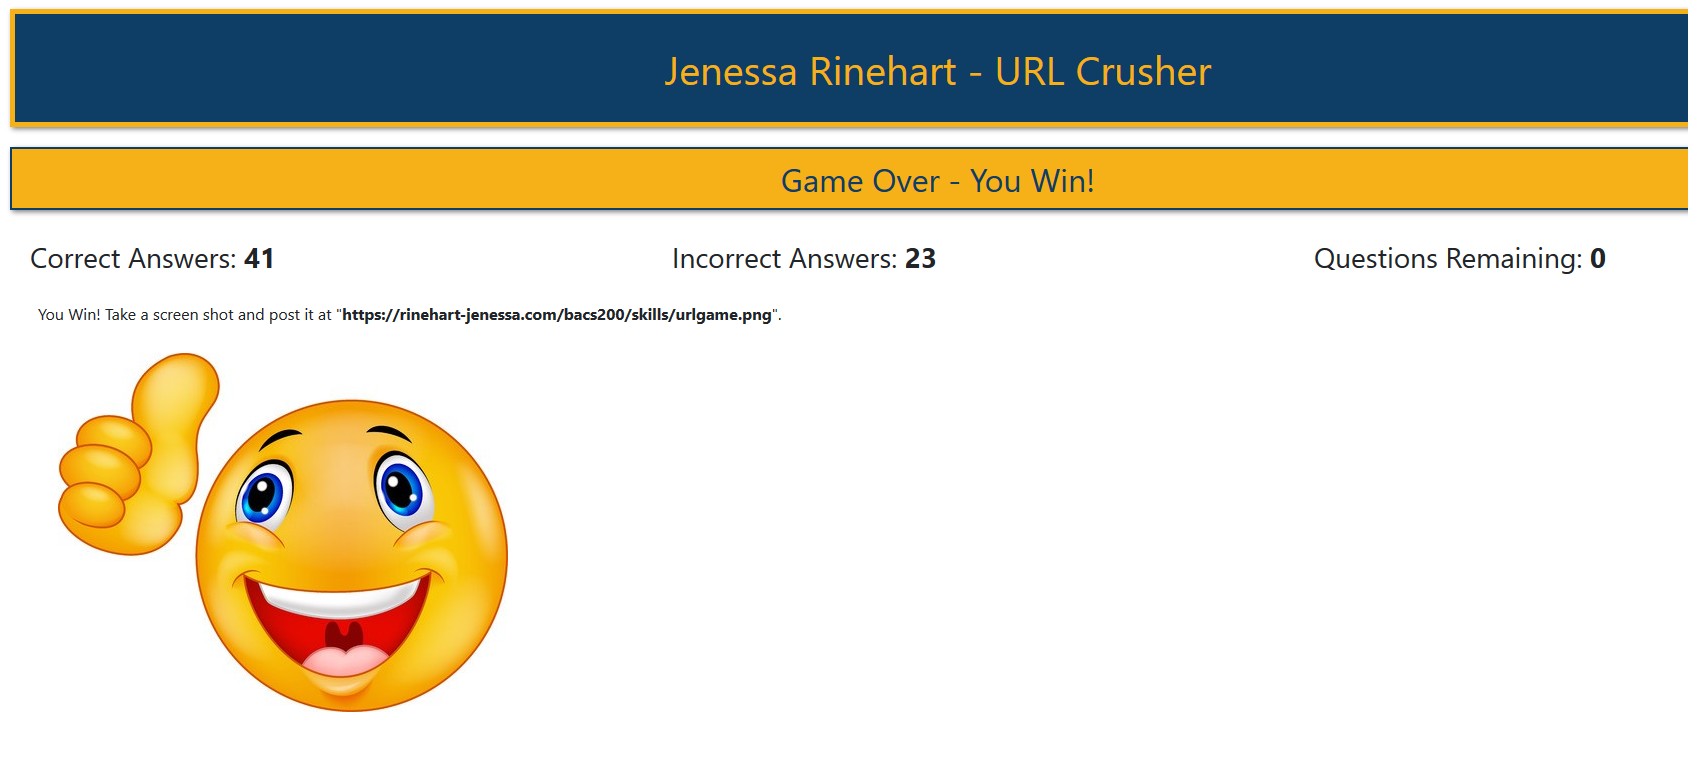 Jenessa Rinehart - URL Crusher
Game Over - You Win!
Correct Answers: 41
Incorrect Answers: 23
Questions Remaining: 0
You Win! Take a screen shot and post it at "https://rinehart-jenessa.com/bacs200/skills/urlgame.png".